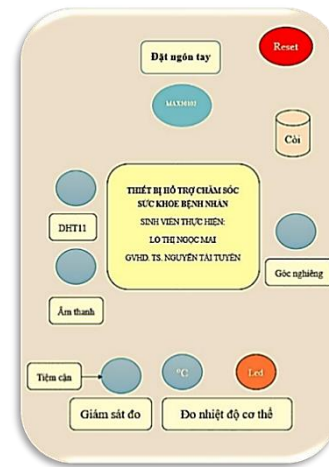 Đặt ngón tay
Reset
MAX30102
Còi
THIẾT BỊ HỖ TRỢ CHĂM SÓC
SỨC KHOẺ BỆNH NHÂN
SINH VIÊN THỰC HIỆN:
LÒ THỊ NGỌC MAI
GVHD. TS. NGUYỄN TÀI TUYÊN
DHT11
Góc nghiêng
Âm thanh
Tiệm cận
°C
Led
Giám sát đo
Đo nhiệt độ cơ thể